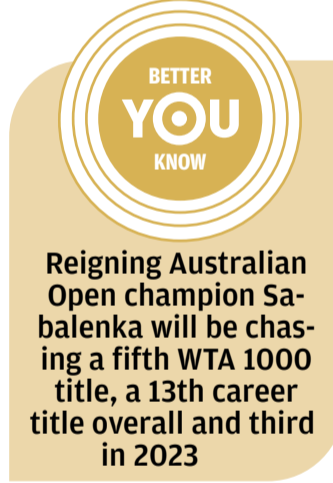 BETTER
YOU
KNOW
Reigning Australian
Open champion Sa-
balenka will be chas-
ing a fifth WTA 1000
title, a 13th career
title overall and third
in 2023